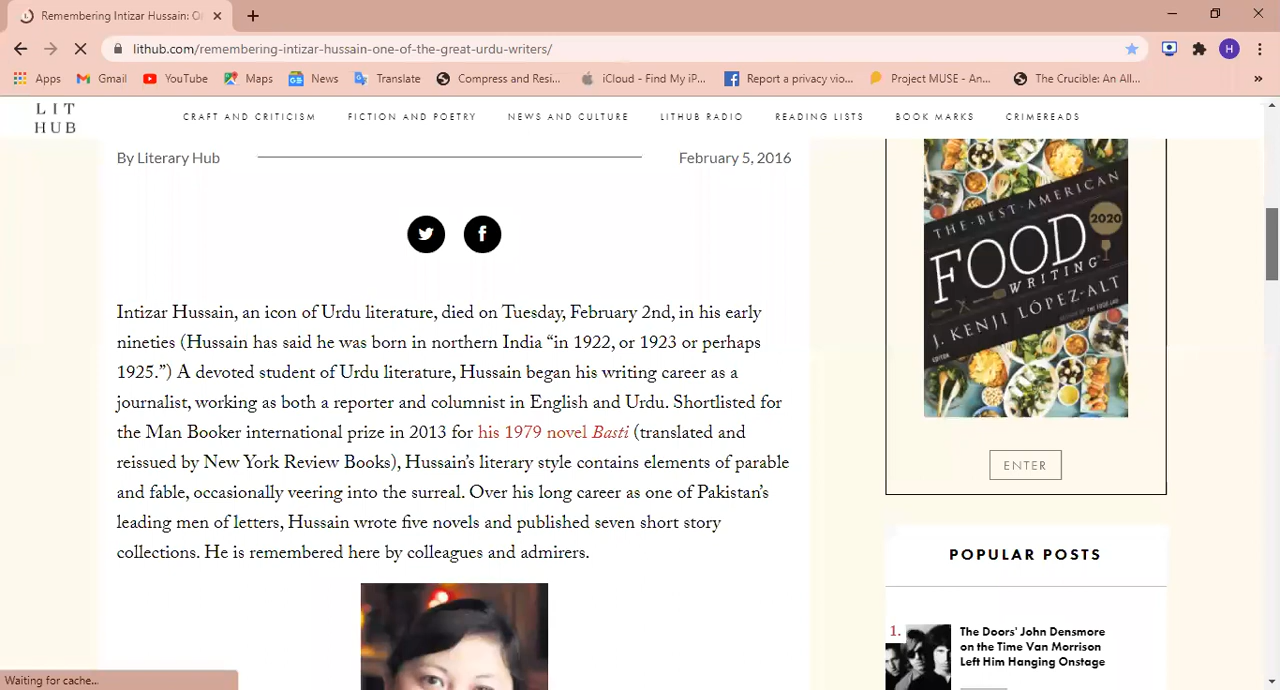 Remembering Intizar Hussain: O
lithub.com/remembering-intizar-hussain-one-of-the-great-urdu-writers/
H
Apps Gmail YouTube Maps News Translate Compress and Resi... iCloud - Find My iP... Report a privacy vio... Project MUSE - An... The Crucible: An All... »
LIT
HUB
CRAFT AND CRITICISM FICTION AND POETRY NEWS AND CULTURE LITHUB RADIO READING LISTS BOOK MARKS CRIMEREADS
By Literary Hub February 5, 2016
Intizar Hussain, an icon of Urdu literature, died on Tuesday, February 2nd, in his early
nineties (Hussain has said he was born in northern India “in 1922, or 1923 or perhaps
1925.”) A devoted student of Urdu literature, Hussain began his writing career as a
journalist, working as both a reporter and columnist in English and Urdu. Shortlisted for
the Man Booker international prize in 2013 for his 1979 novel Basti (translated and
reissued by New York Review Books), Hussain’s literary style contains elements of parable
and fable, occasionally veering into the surreal. Over his long career as one of Pakistan’s
leading men of letters, Hussain wrote five novels and published seven short story
collections. He is remembered here by colleagues and admirers.
THE·BEST·AMERICAN
2020
FOOD
WRITING
J. KENJI LÓPEZ-ALT
EDITOR
ENTER
POPULAR POSTS
1.
The Doors' John Densmore
on the Time Van Morrison
Left Him Hanging Onstage
Waiting for cache...